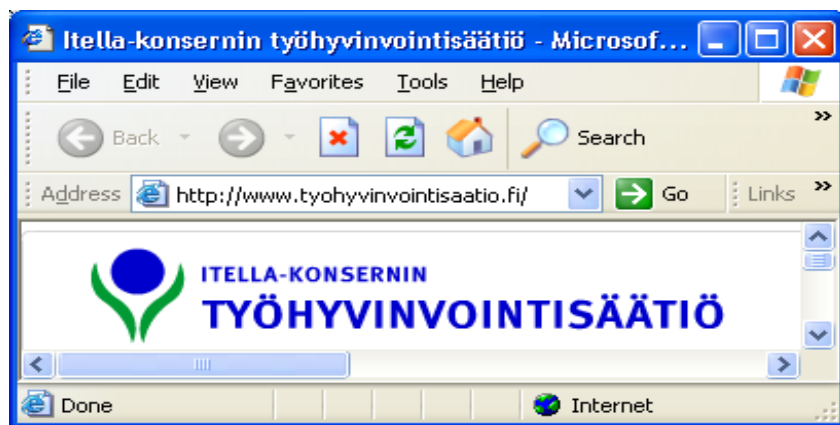 Itella-konsernin työhyvinvointisäätiö - Microsof...
File Edit View Favorites Tools Help
Back Search »
Address http://www.tyohyvinvointisaatio.fi/ Go Links »
ITELLA-KONSERNIN
TYÖHYVINVOINTISÄÄTIÖ
Done Internet